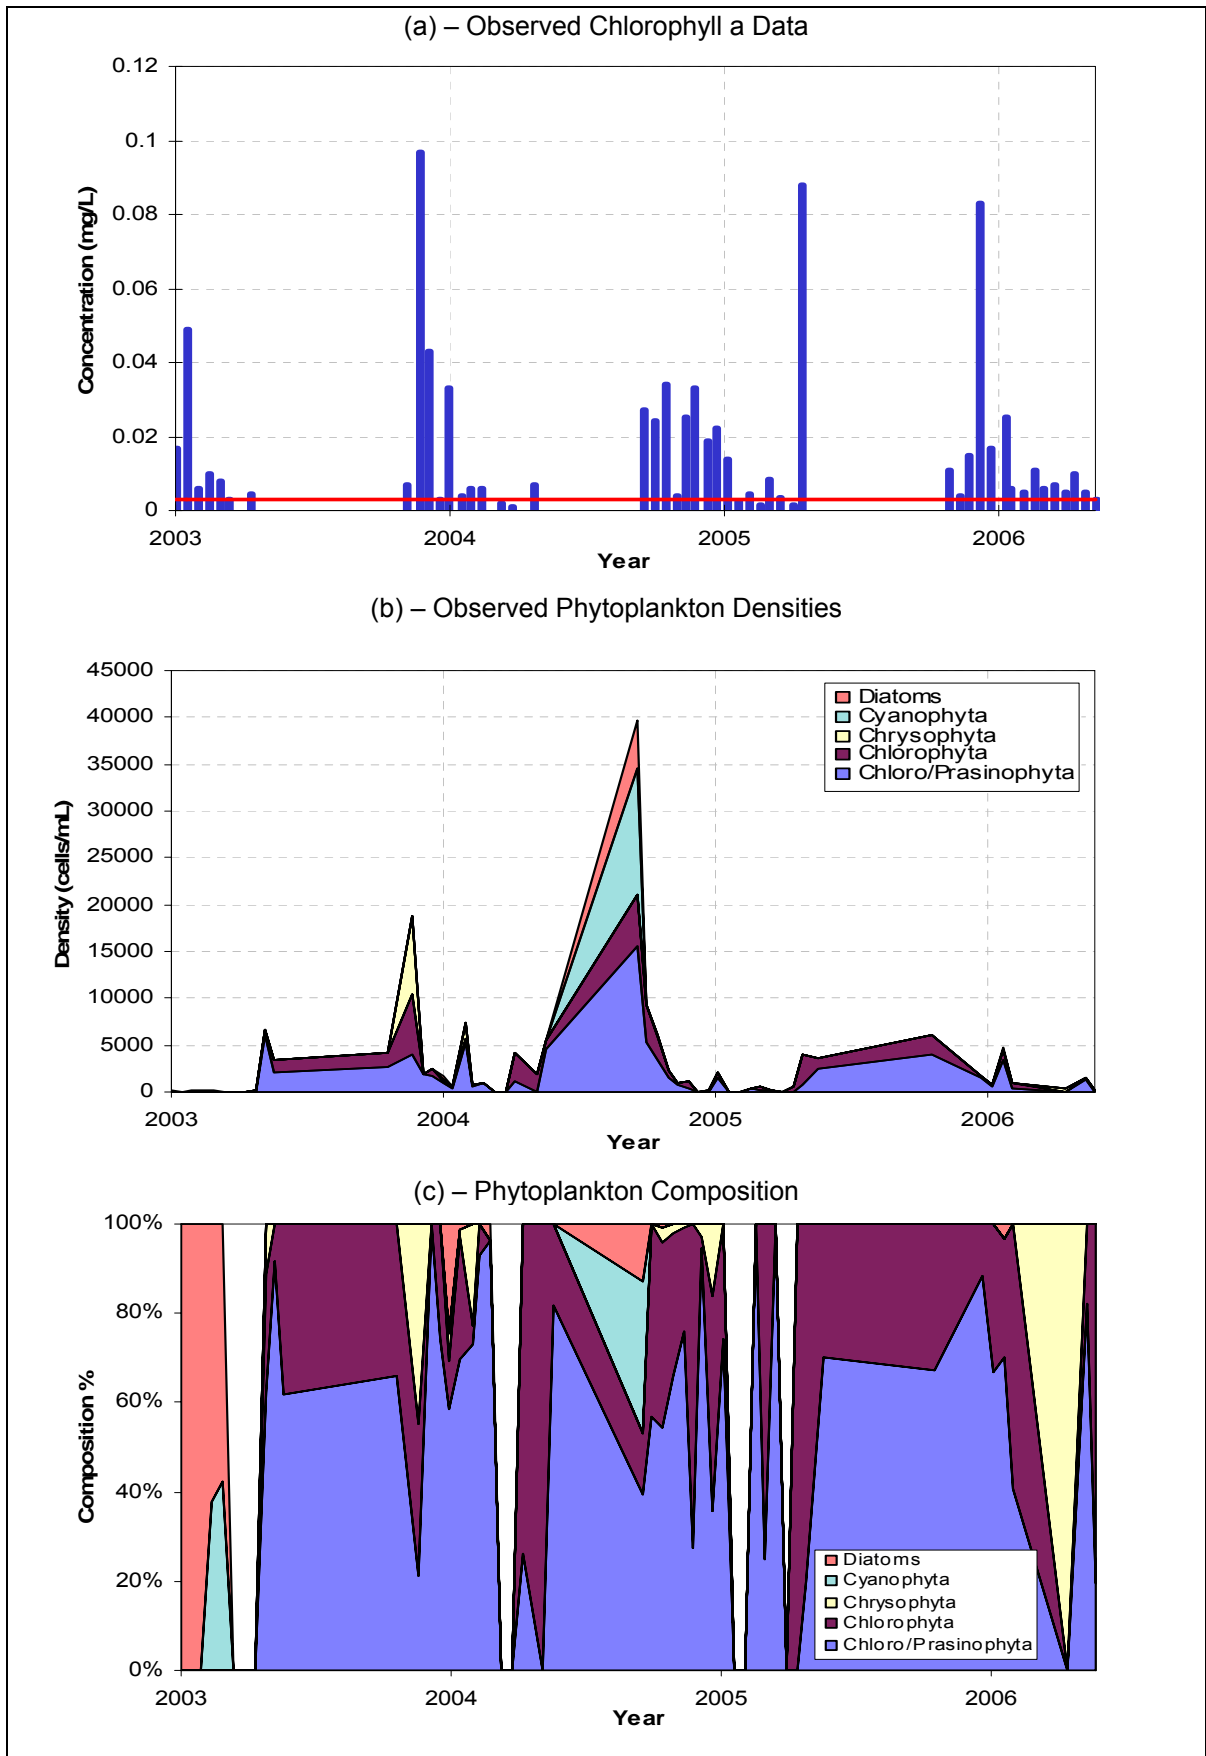 (a) – Observed Chlorophyll a Data
0.12
0.1
0.08
0.06
0.04
0.02
0
Concentration (mg/L)
2003 2004 2005 2006
Year
(b) – Observed Phytoplankton Densities
45000
40000
35000
30000
25000
20000
15000
10000
5000
0
Density (cells/mL)
Diatoms
Cyanophyta
Chrysophyta
Chlorophyta
Chloro/Prasinophyta
2003 2004 2005 2006
Year
(c) – Phytoplankton Composition
100%
80%
60%
40%
20%
0%
Composition %
Diatoms
Cyanophyta
Chrysophyta
Chlorophyta
Chloro/Prasinophyta
2003 2004 2005 2006
Year